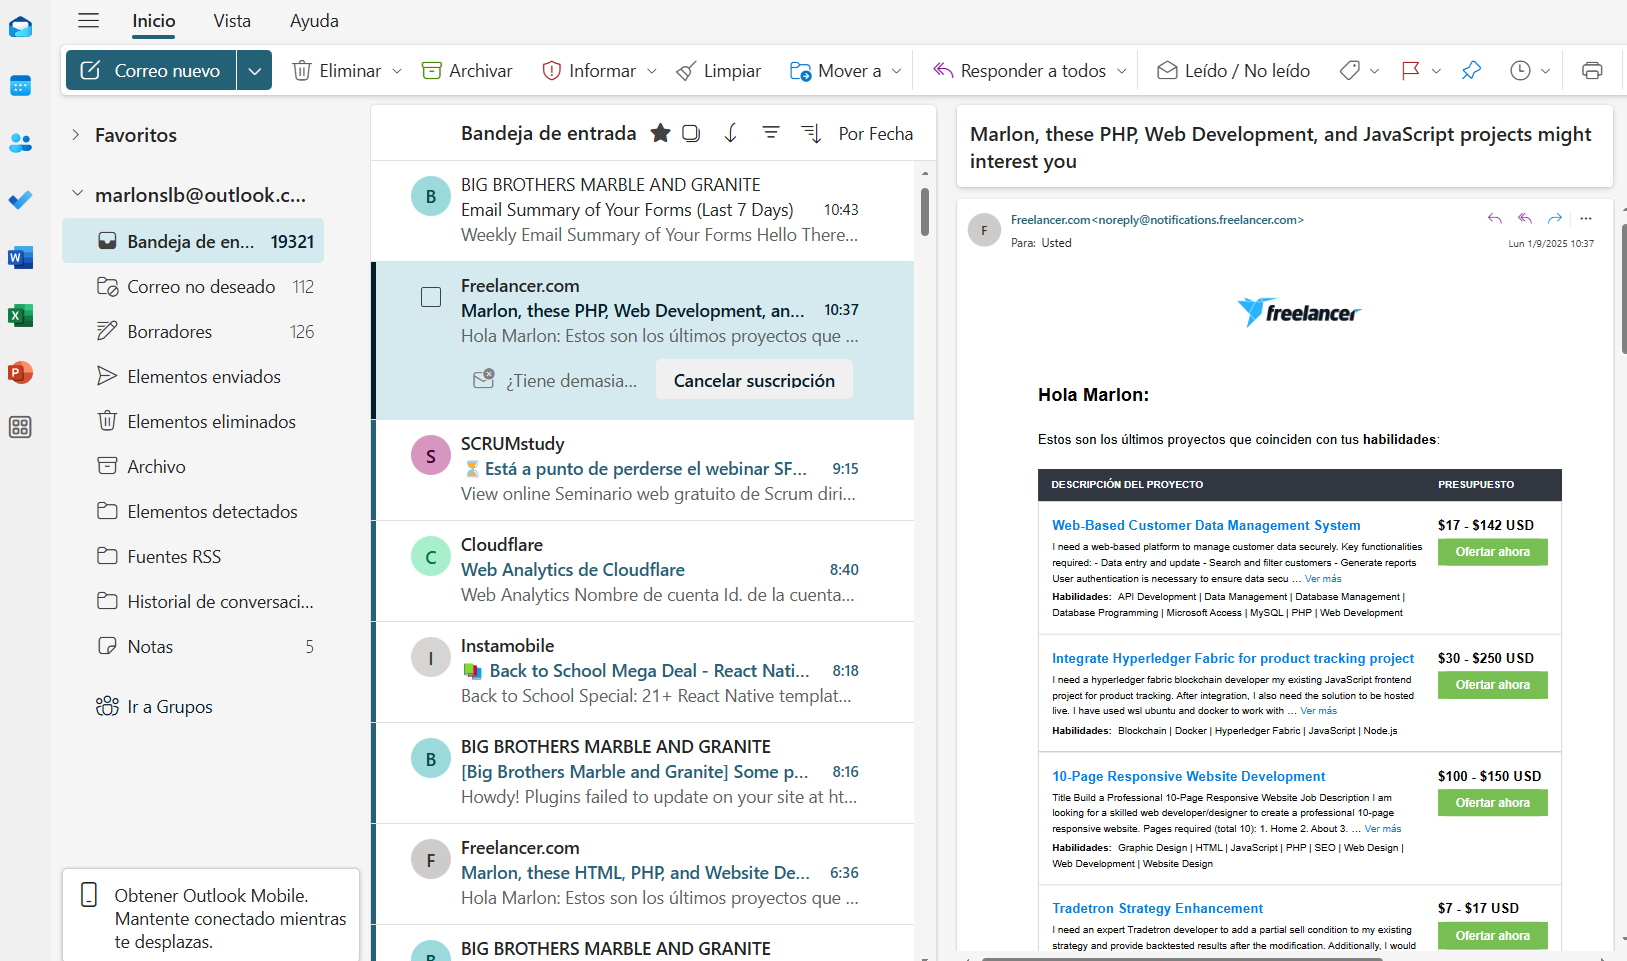 Inicio Vista Ayuda
Correo nuevo Eliminar Archivar Informar Limpiar Mover a Responder a todos Leído / No leído
Favoritos
marlonslb@outlook.c...
Bandeja de en... 19321
Correo no deseado 112
Borradores 126
Elementos enviados
Elementos eliminados
Archivo
Elementos detectados
Fuentes RSS
Historial de conversaci...
Notas 5
Ir a Grupos
Obtener Outlook Mobile.
Mantente conectado mientras
te desplazas.
Bandeja de entrada Por Fecha
B
BIG BROTHERS MARBLE AND GRANITE
Email Summary of Your Forms (Last 7 Days) 10:43
Weekly Email Summary of Your Forms Hello There...
Freelancer.com
Marlon, these PHP, Web Development, an... 10:37
Hola Marlon: Estos son los últimos proyectos que ...
¿Tiene demasia... Cancelar suscripción
S
SCRUMstudy
⏳Está a punto de perderse el webinar SF... 9:15
View online Seminario web gratuito de Scrum diri...
C
Cloudflare
Web Analytics de Cloudflare 8:40
Web Analytics Nombre de cuenta Id. de la cuenta...
I
Instamobile
Back to School Mega Deal - React Nati... 8:18
Back to School Special: 21+ React Native templat...
B
BIG BROTHERS MARBLE AND GRANITE
[Big Brothers Marble and Granite] Some p... 8:16
Howdy! Plugins failed to update on your site at ht...
F
Freelancer.com
Marlon, these HTML, PHP, and Website De... 6:36
Hola Marlon: Estos son los últimos proyectos que ...
B
BIG BROTHERS MARBLE AND GRANITE
Marlon, these PHP, Web Development, and JavaScript projects might
interest you
F
Freelancer.com<noreply@notifications.freelancer.com>
Para: Usted
Lun 1/9/2025 10:37
freelancer
Hola Marlon:
Estos son los últimos proyectos que coinciden con tus habilidades:
DESCRIPCIÓN DEL PROYECTO PRESUPUESTO
Web-Based Customer Data Management System $17 - $142 USD
Ofertar ahora
I need a web-based platform to manage customer data securely. Key functionalities
required: - Data entry and update - Search and filter customers - Generate reports
User authentication is necessary to ensure data secu ... Ver más
Habilidades: API Development | Data Management | Database Management |
Database Programming | Microsoft Access | MySQL | PHP | Web Development
Integrate Hyperledger Fabric for product tracking project $30 - $250 USD
Ofertar ahora
I need a hyperledger fabric blockchain developer my existing JavaScript frontend
project for product tracking. After integration, I also need the solution to be hosted
live. I have used wsl ubuntu and docker to work with ... Ver más
Habilidades: Blockchain | Docker | Hyperledger Fabric | JavaScript | Node.js
10-Page Responsive Website Development $100 - $150 USD
Ofertar ahora
Title Build a Professional 10-Page Responsive Website Job Description I am
looking for a skilled web developer/designer to create a professional 10-page
responsive website. Pages required (total 10): 1. Home 2. About 3. ... Ver más
Habilidades: Graphic Design | HTML | JavaScript | PHP | SEO | Web Design |
Web Development | Website Design
Tradetron Strategy Enhancement $7 - $17 USD
Ofertar ahora
I need an expert Tradetron developer to add a partial sell condition to my existing
strategy and provide backtested results after the modification. Additionally, I would